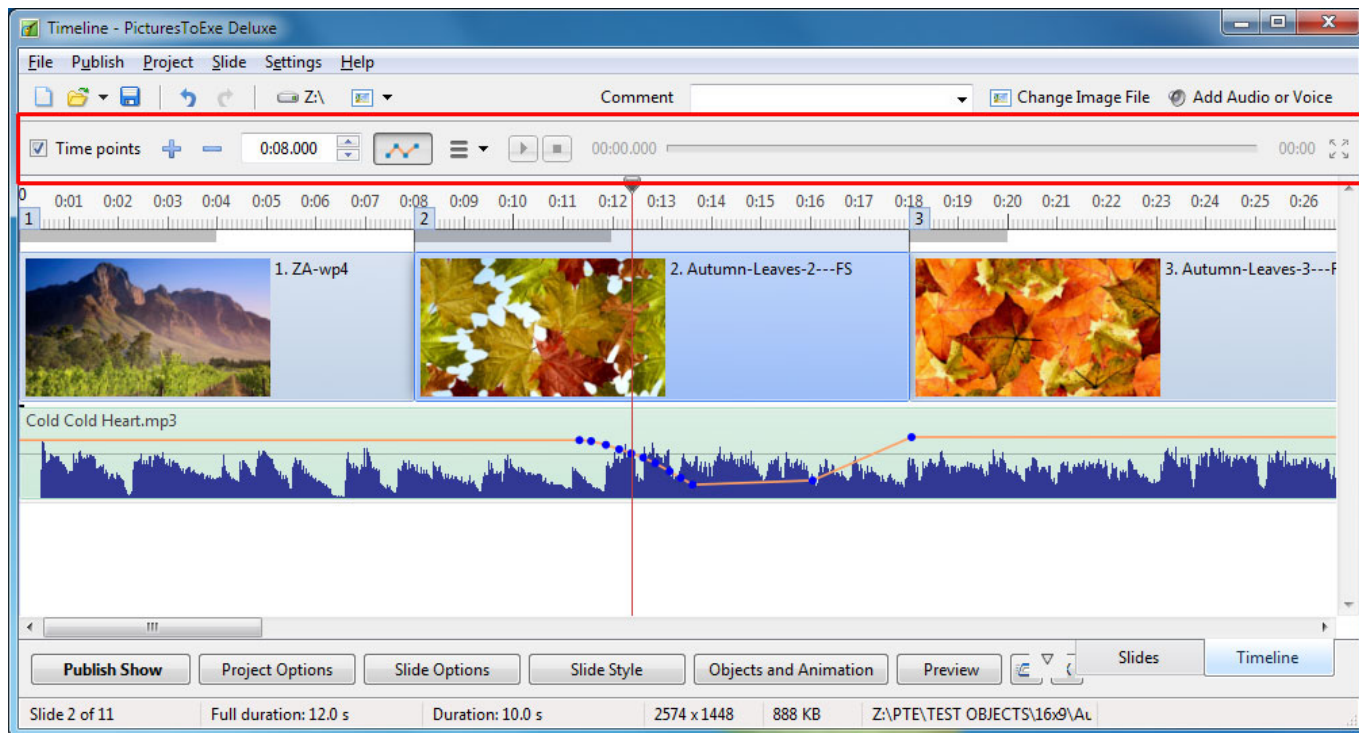 Timeline - PicturesToExe Deluxe
File Publish Project Slide Settings Help
Z:\ Comment Change Image File Add Audio or Voice
Time points 0:08.000 00:00.000 00:00
0 0:01 0:02 0:03 0:04 0:05 0:06 0:07 0:08 0:09 0:10 0:11 0:12 0:13 0:14 0:15 0:16 0:17 0:18 0:19 0:20 0:21 0:22 0:23 0:24 0:25 0:26
1 2 3
1. ZA-wp4 2. Autumn-Leaves-2---FS 3. Autumn-Leaves-3---F
Cold Cold Heart.mp3
Publish Show Project Options Slide Options Slide Style Objects and Animation Preview Slides Timeline
Slide 2 of 11 Full duration: 12.0 s Duration: 10.0 s 2574 x 1448 888 KB Z:\PTE\TEST OBJECTS\16x9\Au